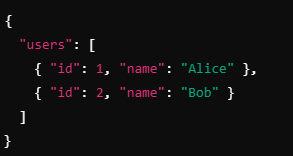 {
  "users": [
    { "id": 1, "name": "Alice" },
    { "id": 2, "name": "Bob" }
  ]
}